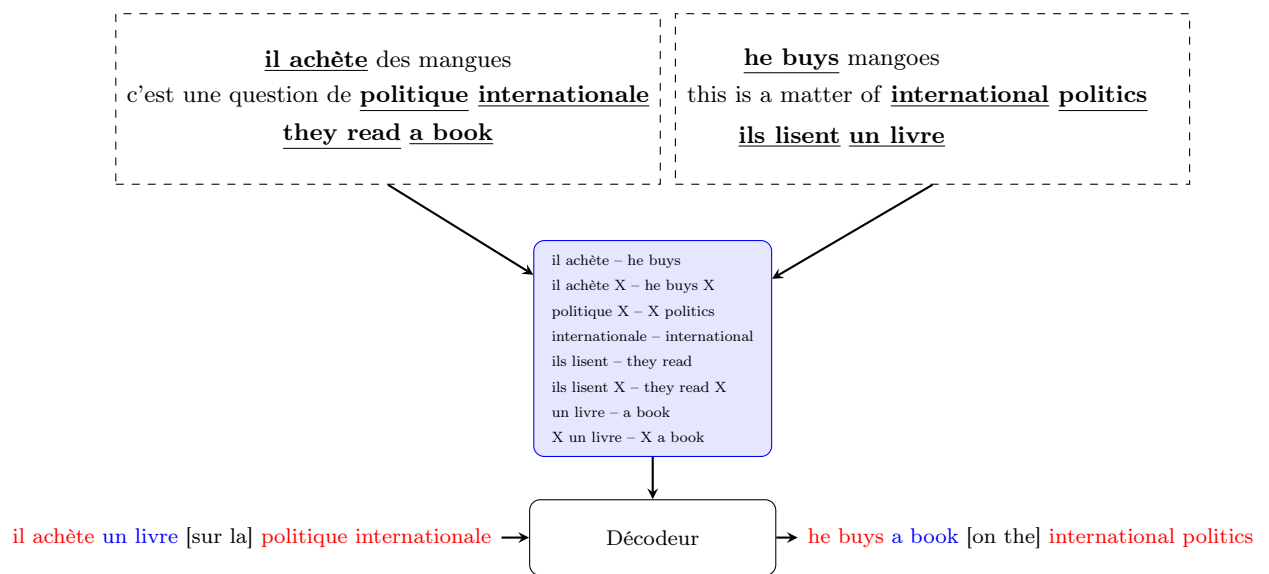 il achète des mangues
c'est une question de politique internationale
they read a book
he buys mangoes
this is a matter of international politics
ils lisent un livre
il achète – he buys
il achète X – he buys X
politique X – X politics
internationale – international
ils lisent – they read
ils lisent X – they read X
un livre – a book
X un livre – X a book
il achète un livre [sur la] politique internationale
Décodeur
he buys a book [on the] international politics